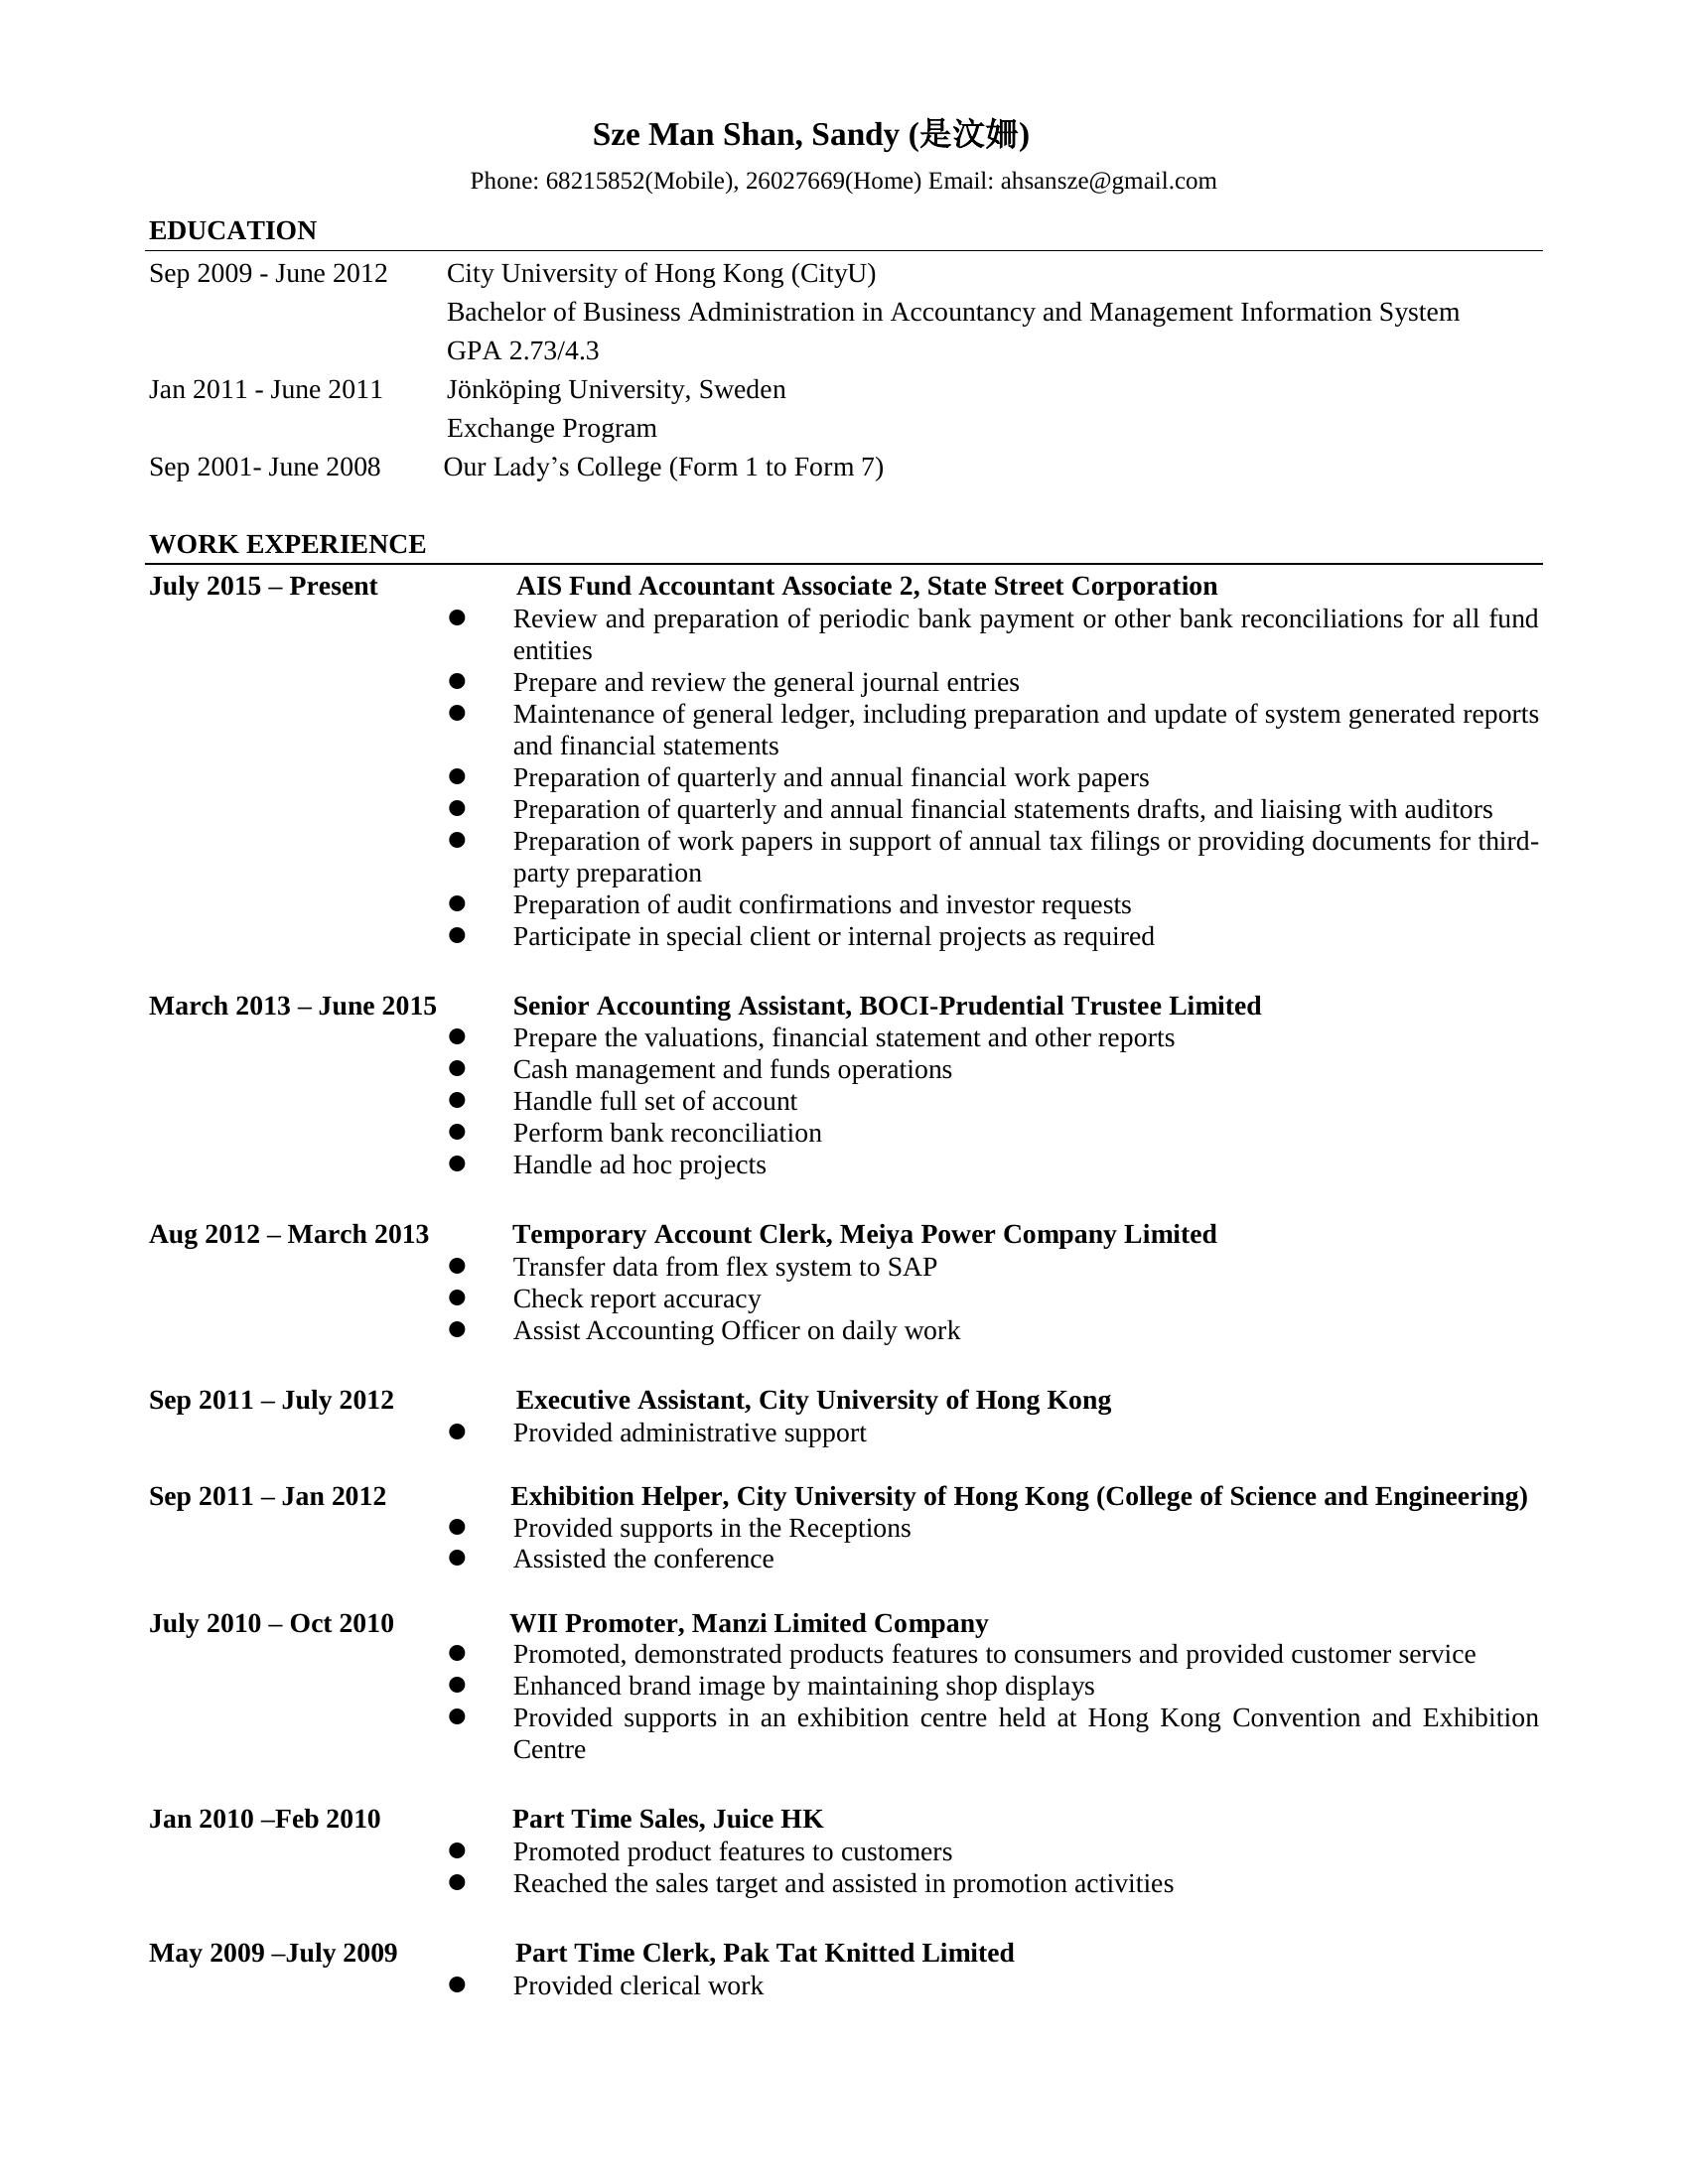 Sze Man Shan, Sandy (是汶姍)
Phone: 68215852(Mobile), 26027669(Home) Email: ahsansze@gmail.com
EDUCATION
Sep 2009 - June 2012 City University of Hong Kong (CityU)
Bachelor of Business Administration in Accountancy and Management Information System
GPA 2.73/4.3
Jan 2011 - June 2011 Jönköping University, Sweden
Exchange Program
Sep 2001- June 2008 Our Lady’s College (Form 1 to Form 7)
WORK EXPERIENCE
July 2015 – Present AIS Fund Accountant Associate 2, State Street Corporation
● Review and preparation of periodic bank payment or other bank reconciliations for all fund
entities
● Prepare and review the general journal entries
● Maintenance of general ledger, including preparation and update of system generated reports
and financial statements
● Preparation of quarterly and annual financial work papers
● Preparation of quarterly and annual financial statements drafts, and liaising with auditors
● Preparation of work papers in support of annual tax filings or providing documents for third-
party preparation
● Preparation of audit confirmations and investor requests
● Participate in special client or internal projects as required
March 2013 – June 2015 Senior Accounting Assistant, BOCI-Prudential Trustee Limited
● Prepare the valuations, financial statement and other reports
● Cash management and funds operations
● Handle full set of account
● Perform bank reconciliation
● Handle ad hoc projects
Aug 2012 – March 2013 Temporary Account Clerk, Meiya Power Company Limited
● Transfer data from flex system to SAP
● Check report accuracy
● Assist Accounting Officer on daily work
Sep 2011 – July 2012 Executive Assistant, City University of Hong Kong
● Provided administrative support
Sep 2011 – Jan 2012 Exhibition Helper, City University of Hong Kong (College of Science and Engineering)
● Provided supports in the Receptions
● Assisted the conference
July 2010 – Oct 2010 WII Promoter, Manzi Limited Company
● Promoted, demonstrated products features to consumers and provided customer service
● Enhanced brand image by maintaining shop displays
● Provided supports in an exhibition centre held at Hong Kong Convention and Exhibition
Centre
Jan 2010 –Feb 2010 Part Time Sales, Juice HK
● Promoted product features to customers
● Reached the sales target and assisted in promotion activities
May 2009 –July 2009 Part Time Clerk, Pak Tat Knitted Limited
● Provided clerical work